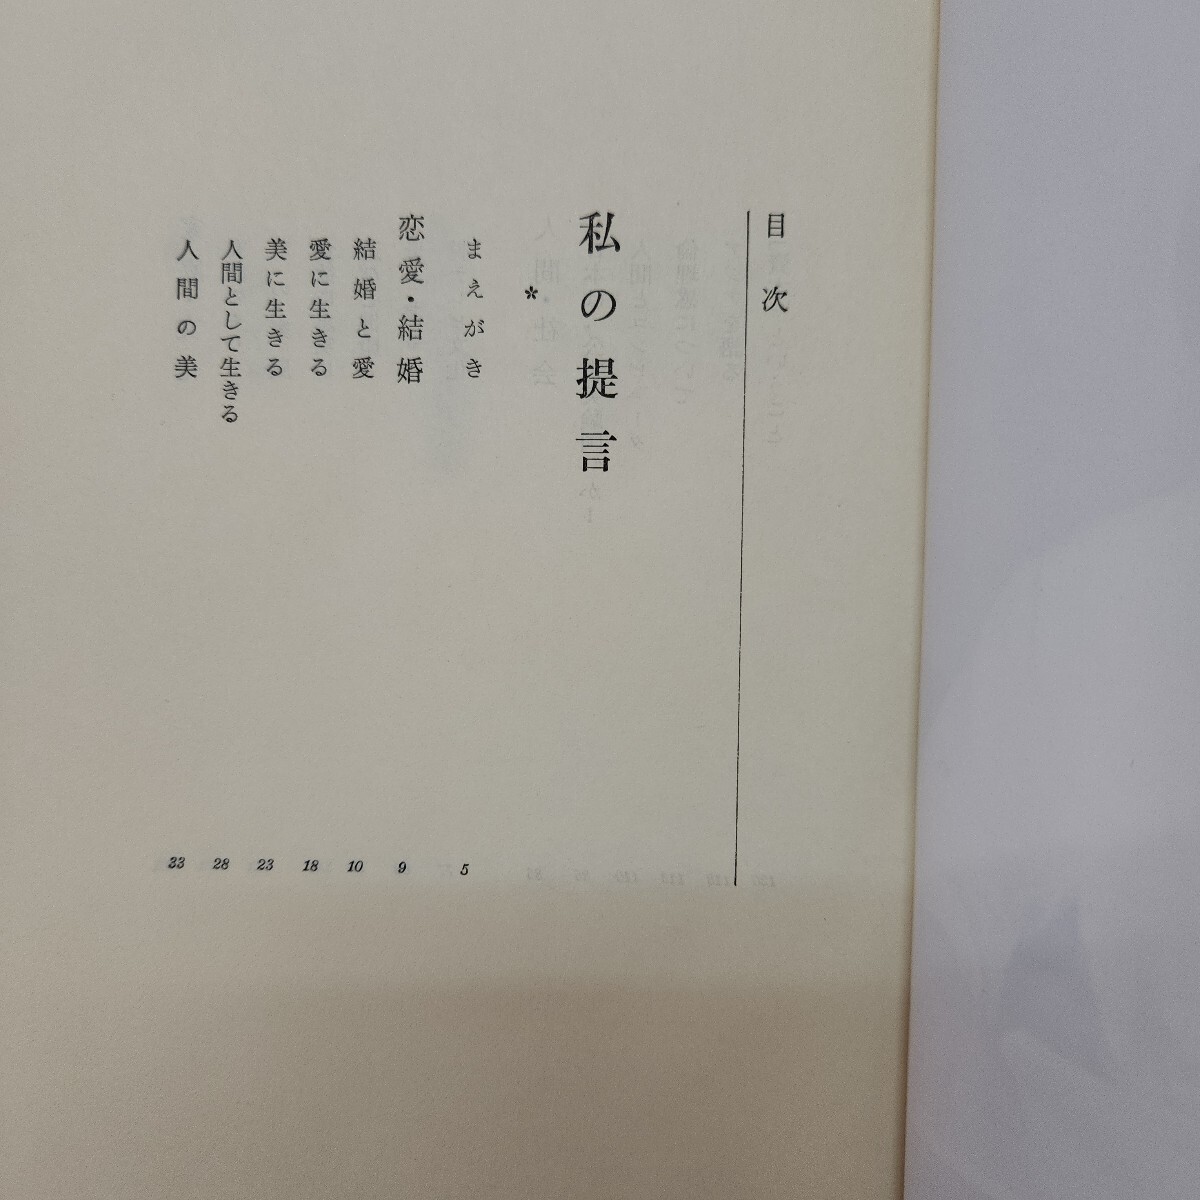 目次
私の提言
*
まえがき 5
恋愛・結婚 9
結婚と愛 10
愛に生きる 18
美に生きる 23
人間として生きる 28
人間の美 33